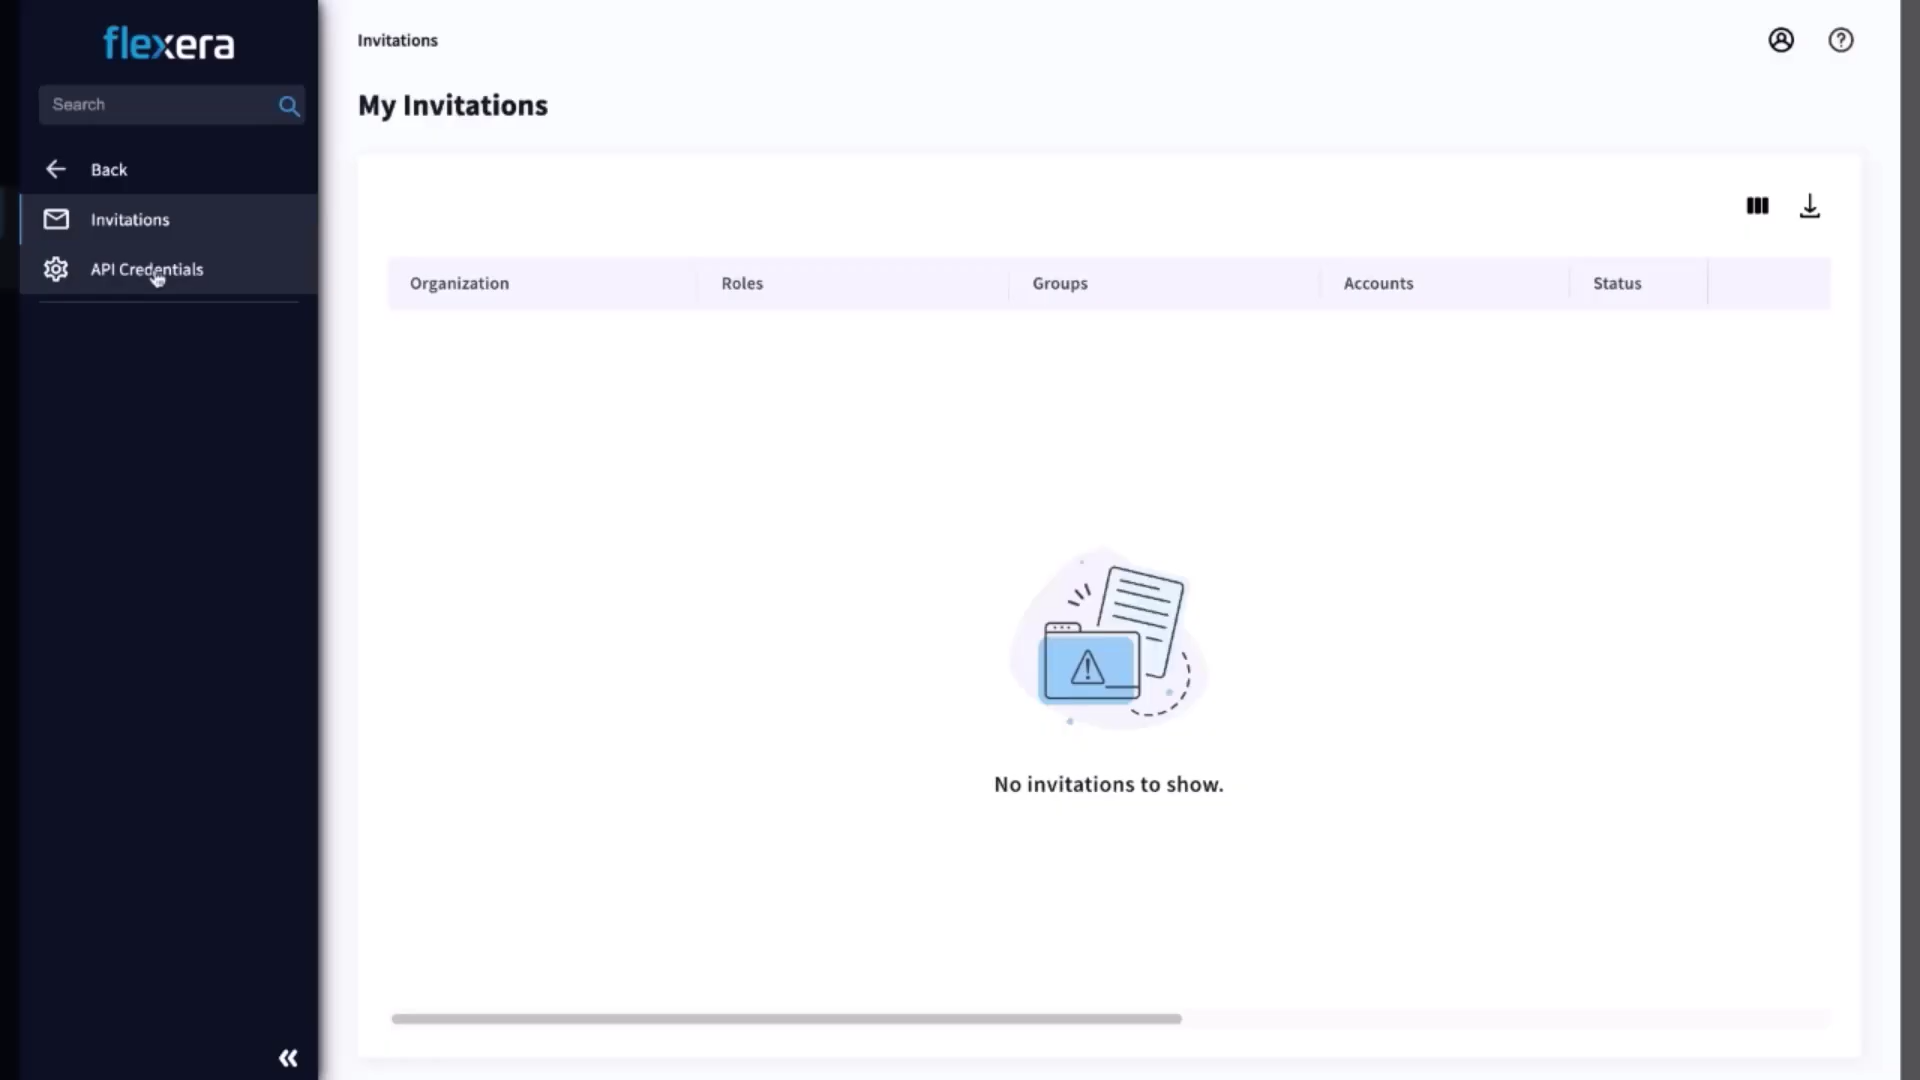 flexera
Search
Back
Invitations
API Credentials
Invitations
My Invitations
Organization Roles Groups Accounts Status
No invitations to show.